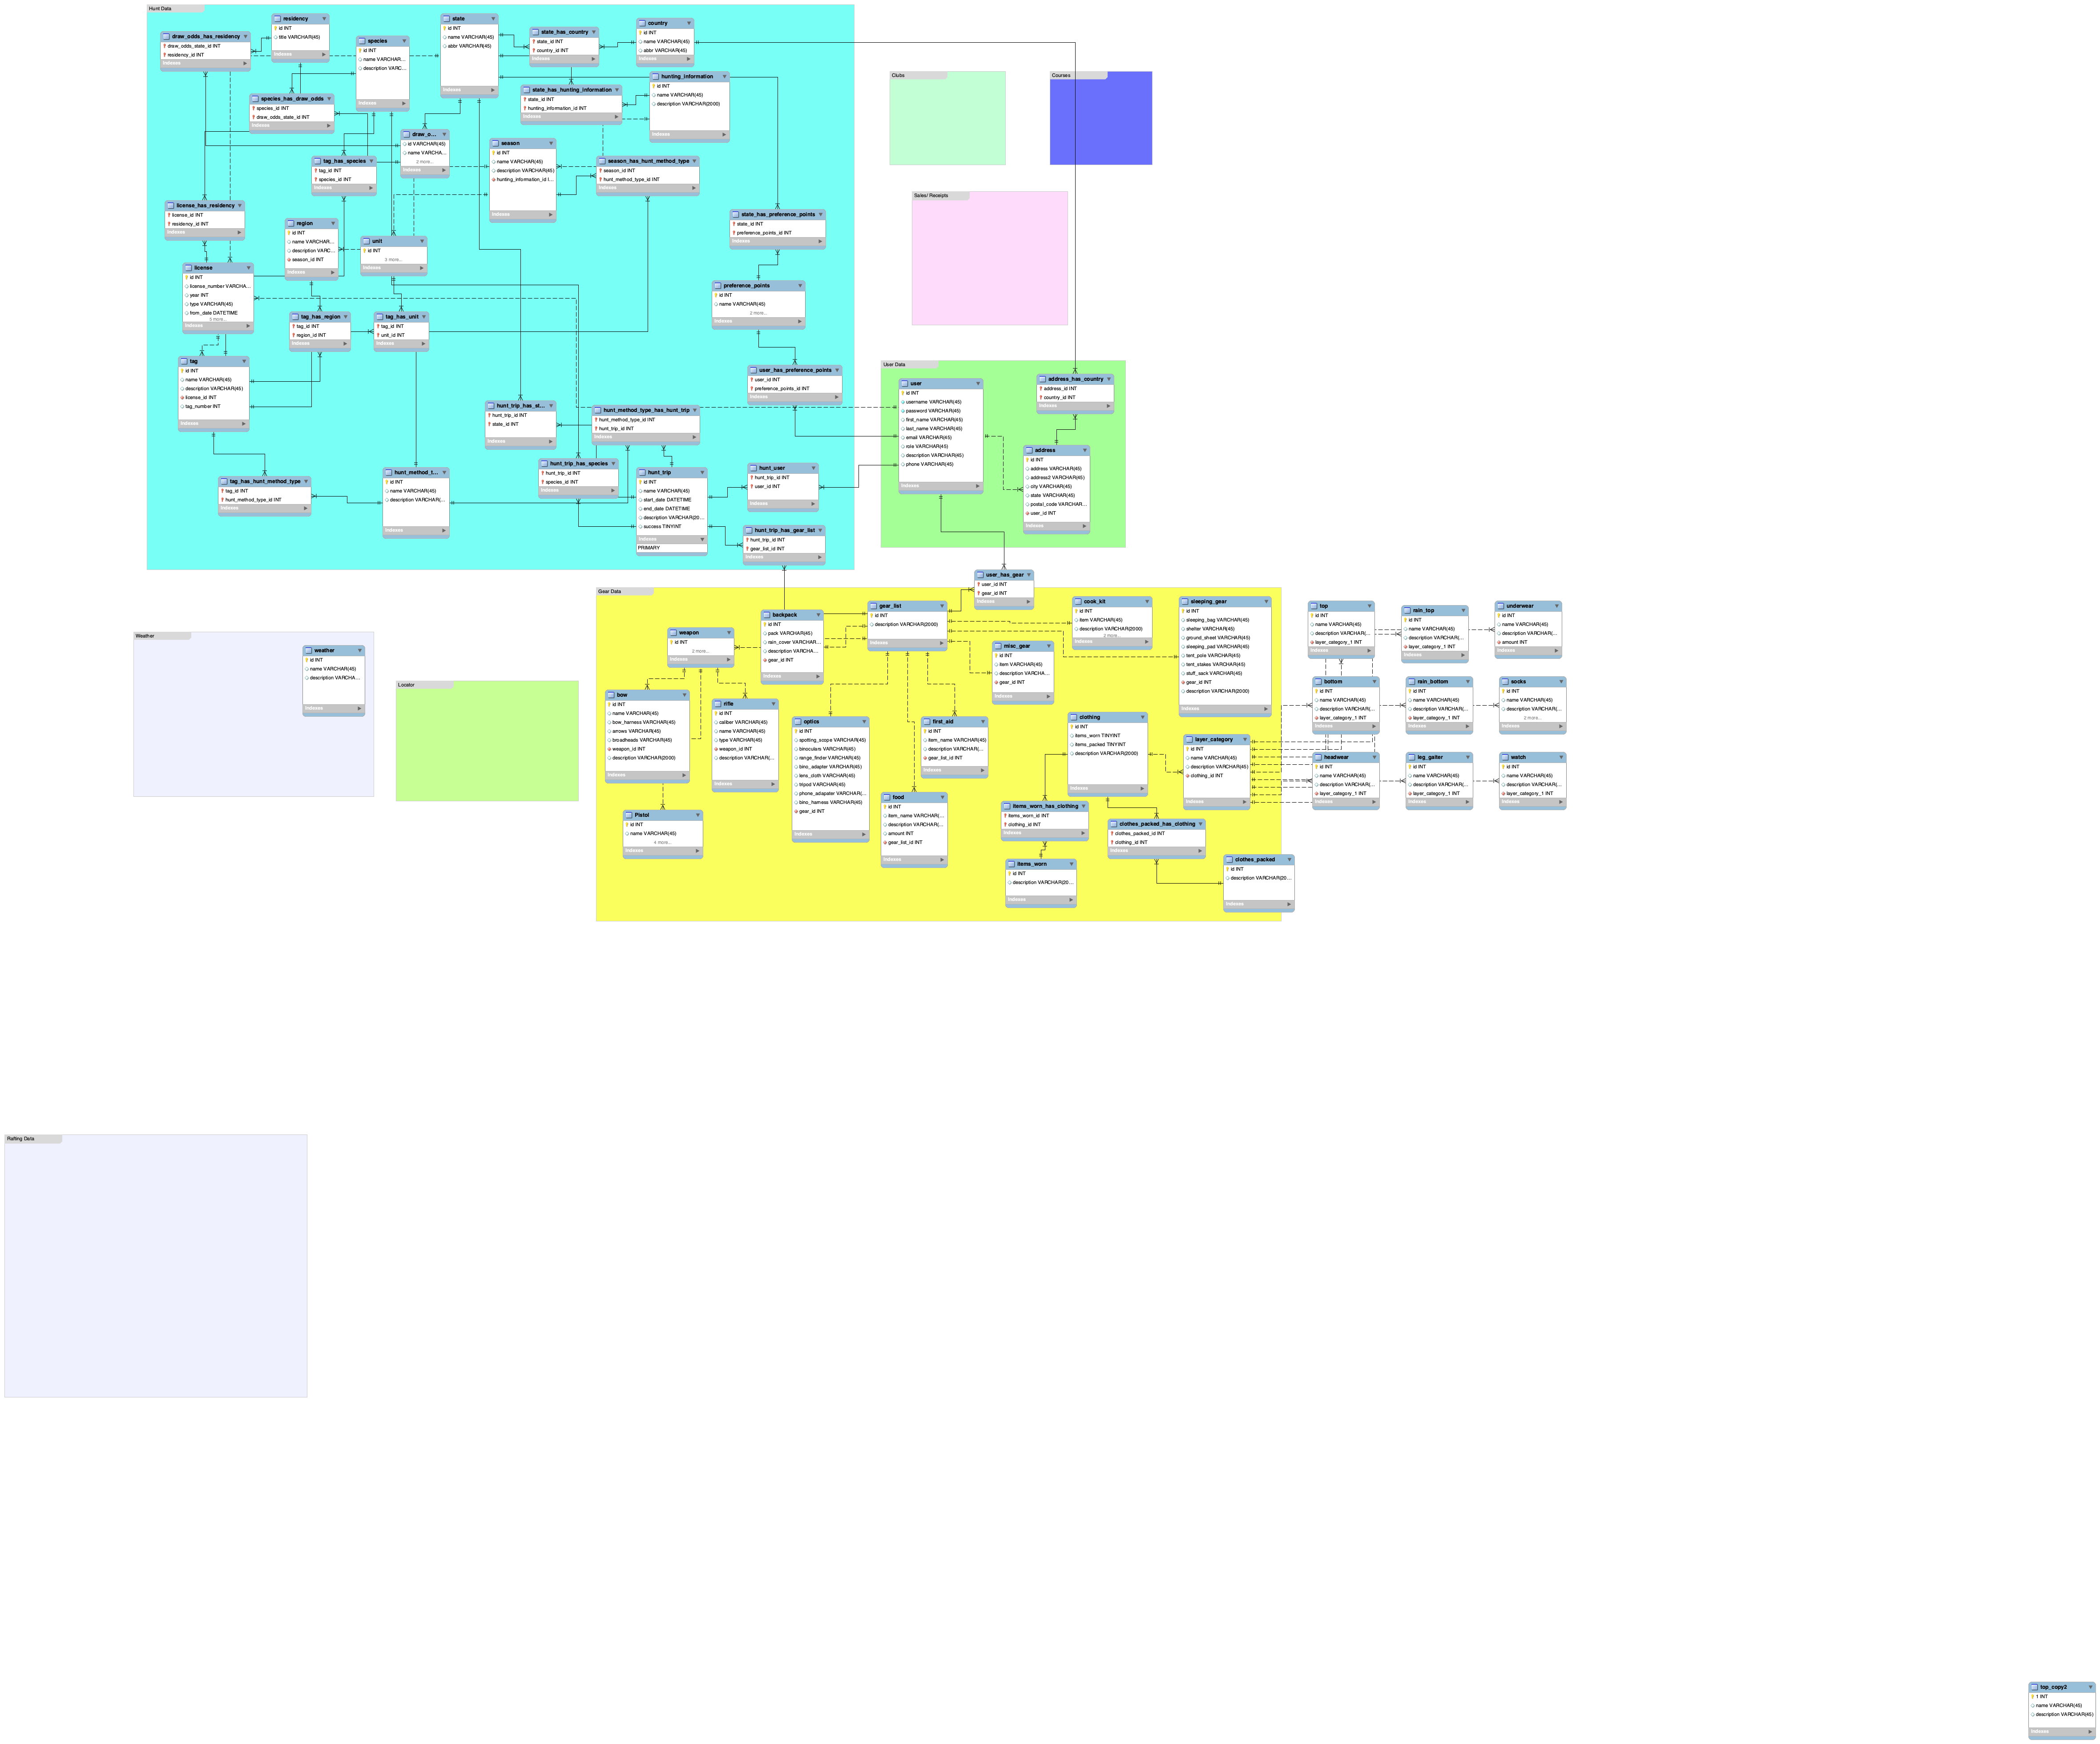 Hunt Data
residency
id INT
title VARCHAR(45)
Indexes
state
id INT
name VARCHAR(45)
abbr VARCHAR(45)
Indexes
country
id INT
name VARCHAR(45)
abbr VARCHAR(45)
Indexes
draw_odds_has_residency
draw_odds_state_id INT
residency_id INT
Indexes
species
id INT
name VARCHAR...
description VARC...
Indexes
state_has_country
state_id INT
country_id INT
Indexes
hunting_information
id INT
name VARCHAR(45)
description VARCHAR(2000)
Indexes
state_has_hunting_information
state_id INT
hunting_information_id INT
Indexes
species_has_draw_odds
species_id INT
draw_odds_state_id INT
Indexes
draw_o...
id VARCHAR(45)
name VARCHA...
2 more...
Indexes
season
id INT
name VARCHAR(45)
description VARCHAR(45)
hunting_information_id I...
Indexes
tag_has_species
tag_id INT
species_id INT
Indexes
season_has_hunt_method_type
season_id INT
hunt_method_type_id INT
Indexes
license_has_residency
license_id INT
residency_id INT
Indexes
state_has_preference_points
state_id INT
preference_points_id INT
Indexes
region
id INT
name VARCHAR...
description VARC...
season_id INT
Indexes
unit
id INT
3 more...
Indexes
license
id INT
license_number VARCHA...
year INT
type VARCHAR(45)
from_date DATETIME
3 more...
Indexes
preference_points
id INT
name VARCHAR(45)
2 more...
Indexes
tag_has_region
tag_id INT
region_id INT
Indexes
tag_has_unit
tag_id INT
unit_id INT
Indexes
tag
id INT
name VARCHAR(45)
description VARCHAR(45)
license_id INT
tag_number INT
Indexes
user_has_preference_points
user_id INT
preference_points_id INT
Indexes
hunt_trip_has_st...
hunt_trip_id INT
state_id INT
Indexes
hunt_method_type_has_hunt_trip
hunt_method_type_id INT
hunt_trip_id INT
Indexes
hunt_trip_has_species
hunt_trip_id INT
species_id INT
Indexes
hunt_trip
id INT
name VARCHAR(45)
start_date DATETIME
end_date DATETIME
description VARCHAR(20...
success TINYINT
Indexes
PRIMARY
hunt_user
hunt_trip_id INT
user_id INT
Indexes
tag_has_hunt_method_type
tag_id INT
hunt_method_type_id INT
Indexes
hunt_method_t...
id INT
name VARCHAR(45)
description VARCHAR(...
Indexes
hunt_trip_has_gear_list
hunt_trip_id INT
gear_list_id INT
Indexes
Clubs
Courses
Sales/ Receipts
User Data
user
id INT
username VARCHAR(45)
password VARCHAR(45)
first_name VARCHAR(45)
last_name VARCHAR(45)
email VARCHAR(45)
role VARCHAR(45)
description VARCHAR(45)
phone VARCHAR(45)
Indexes
address_has_country
address_id INT
country_id INT
Indexes
address
id INT
address VARCHAR(45)
address2 VARCHAR(45)
city VARCHAR(45)
state VARCHAR(45)
postal_code VARCHAR...
user_id INT
Indexes
user_has_gear
user_id INT
gear_id INT
Indexes
Gear Data
backpack
id INT
pack VARCHAR(45)
rain_cover VARCHAR...
description VARCHA...
gear_id INT
Indexes
gear_list
id INT
description VARCHAR(2000)
Indexes
cook_kit
id INT
item VARCHAR(45)
description VARCHAR(2000)
2 more...
Indexes
sleeping_gear
id INT
sleeping_bag VARCHAR(45)
shelter VARCHAR(45)
ground_sheet VARCHAR(45)
sleeping_pad VARCHAR(45)
tent_pole VARCHAR(45)
tent_stakes VARCHAR(45)
stuff_sack VARCHAR(45)
gear_id INT
description VARCHAR(2000)
Indexes
weapon
id INT
2 more...
Indexes
misc_gear
id INT
item VARCHAR(45)
description VARCHA...
gear_id INT
Indexes
bow
id INT
name VARCHAR(45)
bow_harness VARCHAR(45)
arrows VARCHAR(45)
broadheads VARCHAR(45)
weapon_id INT
description VARCHAR(2000)
Indexes
rifle
id INT
caliber VARCHAR(45)
name VARCHAR(45)
type VARCHAR(45)
weapon_id INT
description VARCHAR(...
Indexes
optics
id INT
spotting_scope VARCHAR(45)
binoculars VARCHAR(45)
range_finder VARCHAR(45)
bino_adapter VARCHAR(45)
lens_cloth VARCHAR(45)
tripod VARCHAR(45)
phone_adapater VARCHAR(...
bino_harness VARCHAR(45)
gear_id INT
Indexes
first_aid
id INT
item_name VARCHAR(45)
description VARCHAR(...
gear_list_id INT
Indexes
food
id INT
item_name VARCHAR(...
description VARCHAR(...
amount INT
gear_list_id INT
Indexes
clothing
id INT
items_worn TINYINT
items_packed TINYINT
description VARCHAR(2000)
Indexes
layer_category
id INT
name VARCHAR(45)
description VARCHAR(45)
clothing_id INT
Indexes
Pistol
id INT
name VARCHAR(45)
4 more...
Indexes
items_worn_has_clothing
items_worn_id INT
clothing_id INT
Indexes
clothes_packed_has_clothing
clothes_packed_id INT
clothing_id INT
Indexes
items_worn
id INT
description VARCHAR(20...
Indexes
clothes_packed
id INT
description VARCHAR(20...
Indexes
top
id INT
name VARCHAR(45)
description VARCHAR(...
layer_category_1 INT
Indexes
rain_top
id INT
name VARCHAR(45)
description VARCHAR(...
layer_category_1 INT
Indexes
underwear
id INT
name VARCHAR(45)
description VARCHAR(...
amount INT
Indexes
bottom
id INT
name VARCHAR(45)
description VARCHAR(...
layer_category_1 INT
Indexes
rain_bottom
id INT
name VARCHAR(45)
description VARCHAR(...
layer_category_1 INT
Indexes
socks
id INT
name VARCHAR(45)
description VARCHAR(...
2 more...
Indexes
headwear
id INT
name VARCHAR(45)
description VARCHAR(...
layer_category_1 INT
Indexes
leg_gaiter
id INT
name VARCHAR(45)
description VARCHAR(...
layer_category_1 INT
Indexes
watch
id INT
name VARCHAR(45)
description VARCHAR(...
layer_category_1 INT
Indexes
Weather
weather
id INT
name VARCHAR(45)
description VARCHA...
Indexes
Locator
Rafting Data
top_copy2
1 INT
name VARCHAR(45)
description VARCHAR(45)
Indexes